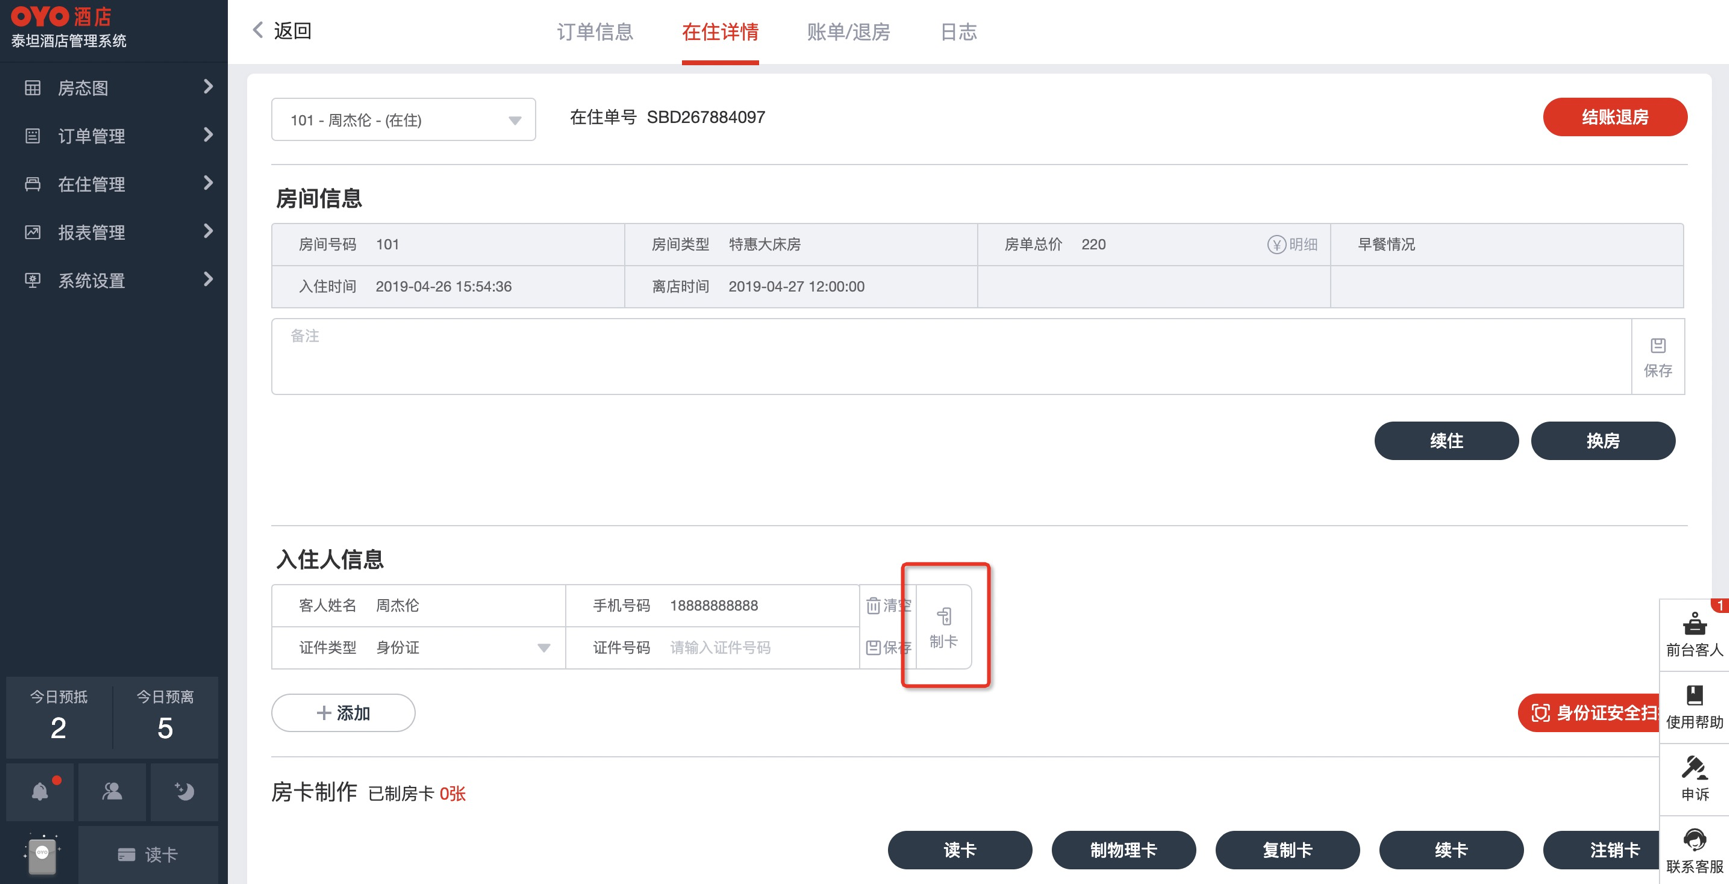 OYO 酒店
泰坦酒店管理系统
房态图
订单管理
在住管理
报表管理
系统设置
今日预抵
2
今日预离
5
读卡
返回
订单信息
在住详情
账单/退房
日志
101 - 周杰伦 - (在住)
在住单号 SBD267884097
结账退房
房间信息
房间号码 101
房间类型 特惠大床房
房单总价 220
明细
早餐情况
入住时间 2019-04-26 15:54:36
离店时间 2019-04-27 12:00:00
备注
保存
续住
换房
入住人信息
客人姓名 周杰伦
手机号码 18888888888
清空
证件类型 身份证
证件号码 请输入证件号码
保存
制卡
添加
身份证安全扫
房卡制作 已制房卡 0张
读卡
制物理卡
复制卡
续卡
注销卡
1
前台客人
使用帮助
申诉
联系客服